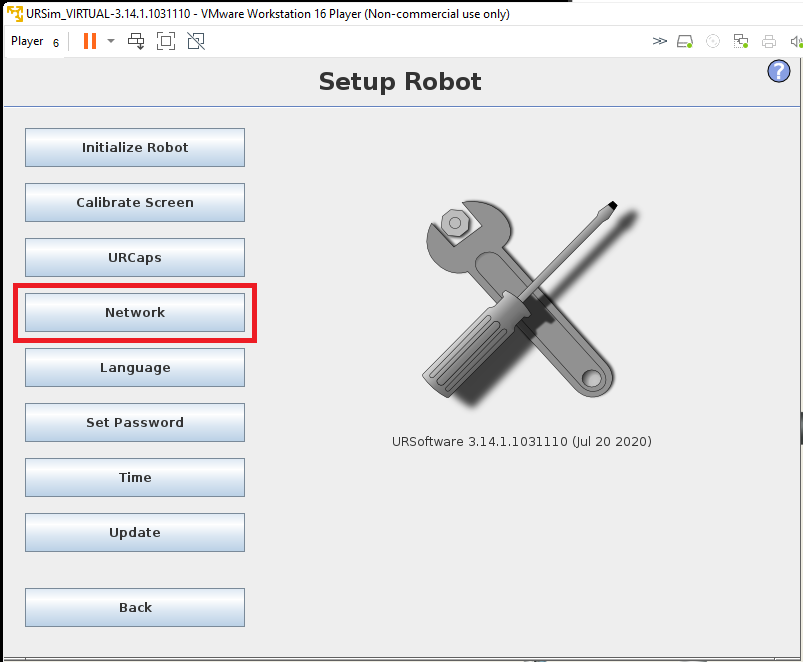 URSim_VIRTUAL-3.14.1.1031110 - VMware Workstation 16 Player (Non-commercial use only)
Player 6
Setup Robot
?
Initialize Robot
Calibrate Screen
URCaps
Network
Language
Set Password
Time
Update
Back
URSoftware 3.14.1.1031110 (Jul 20 2020)